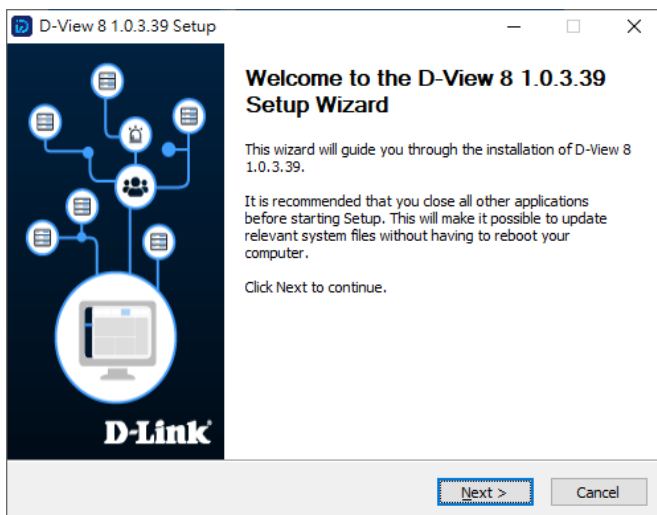 D-View 8 1.0.3.39 Setup
Welcome to the D-View 8 1.0.3.39
Setup Wizard
This wizard will guide you through the installation of D-View 8
1.0.3.39.
It is recommended that you close all other applications
before starting Setup. This will make it possible to update
relevant system files without having to reboot your
computer.
Click Next to continue.
D-Link
Next >
Cancel